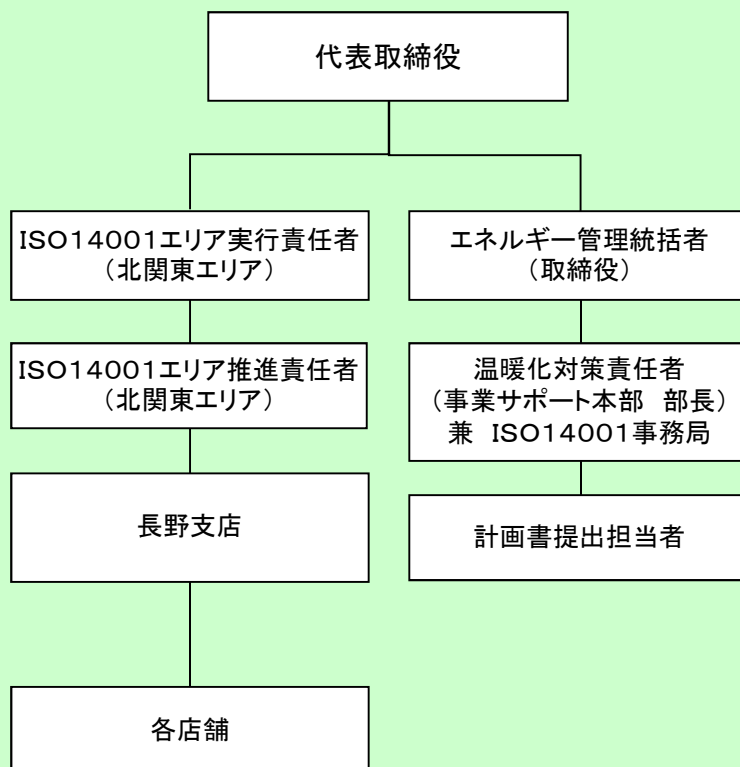 代表取締役
ISO14001エリア実行責任者
（北関東エリア）
ISO14001エリア推進責任者
（北関東エリア）
長野支店
各店舗
エネルギー管理統括者
（取締役）
温暖化対策責任者
（事業サポート本部　部長）
兼　ISO14001事務局
計画書提出担当者